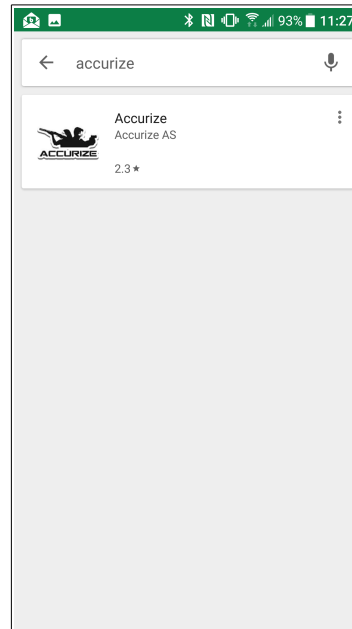 93% 11:27
accurize
Accurize
Accurize AS
ACCURIZE
2.3★